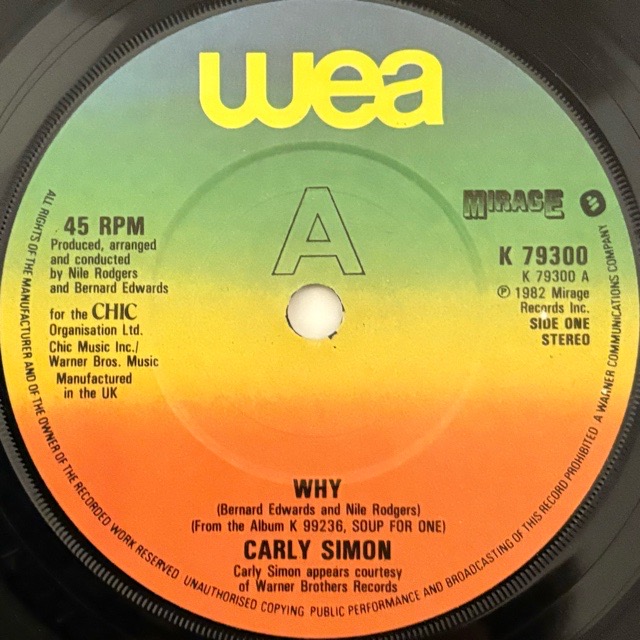 wea
A
MIRAGE
45 RPM
Produced, arranged
and conducted
by Nile Rodgers
and Bernard Edwards
for the CHIC
Organisation Ltd.
Chic Music Inc./
Warner Bros. Music
Manufactured
in the UK
K 79300
K 79300 A
℗ 1982 Mirage
Records Inc.
SIDE ONE
STEREO
WHY
(Bernard Edwards and Nile Rodgers)
(From the Album K 99236, SOUP FOR ONE)
CARLY SIMON
Carly Simon appears courtesy
of Warner Brothers Records
ALL RIGHTS OF THE MANUFACTURER AND OF THE OWNER OF THE RECORDED WORK RESERVED UNAUTHORISED COPYING PUBLIC PERFORMANCE AND BROADCASTING OF THIS RECORD PROHIBITED A WARNER COMMUNICATIONS COMPANY